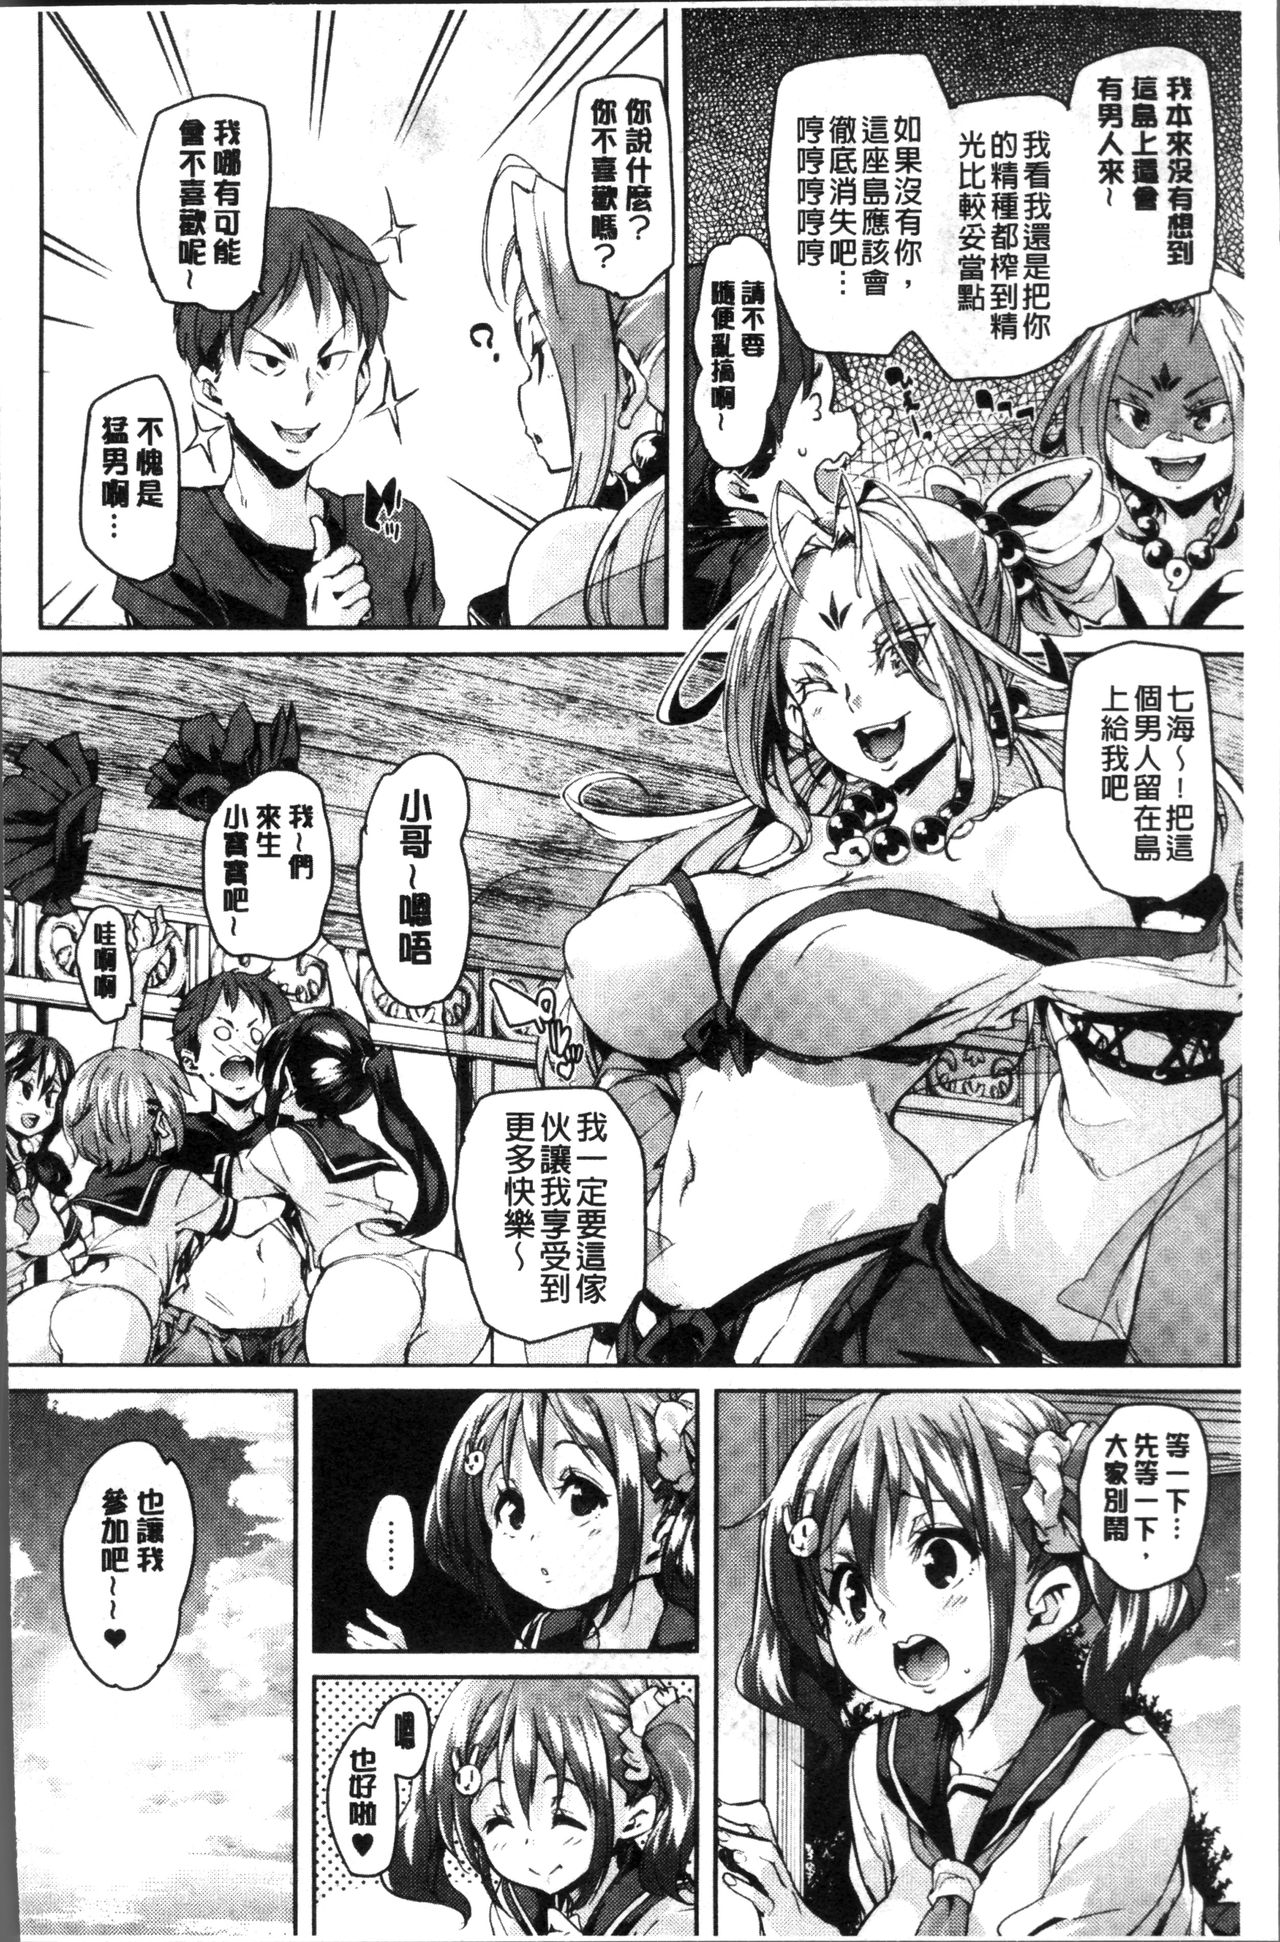 我本來沒有想到
這島上還會
有男人來～
我看我還是把你
的精種都榨到精
光比較妥當點
如果沒有你，
這座島應該會
徹底消失吧…
哼哼哼哼哼
請不要
隨便亂搞啊～
你說什麼？
你不喜歡嗎？
我哪有可能
會不喜歡呢～
不愧是
猛男啊…
七海～！把這
個男人留在島
上給我吧
小哥～嗯唔
我～們
來生
小寶寶吧～
哇啊啊
我一定要這傢
伙讓我享受到
更多快樂～
等一下…
先等一下，
大家別鬧
……
嗯
也好啦♥
也讓我
參加吧～～♥